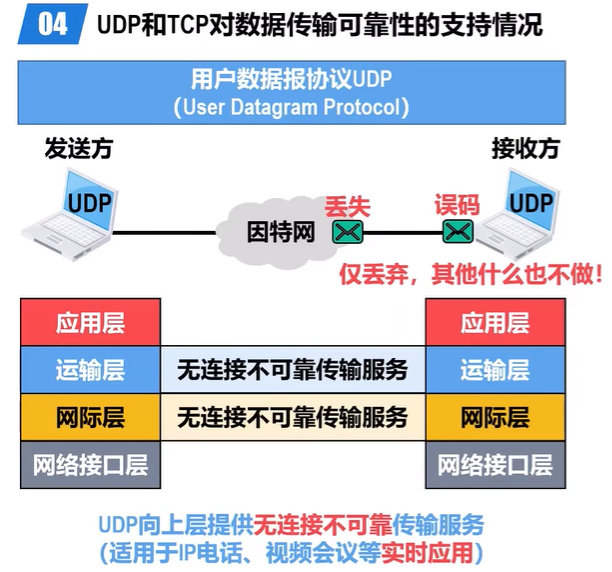 04 UDP和TCP对数据传输可靠性的支持情况
用户数据报协议UDP
（User Datagram Protocol）
发送方
接收方
UDP
因特网
丢失
误码
UDP
仅丢弃，其他什么也不做！
应用层
应用层
运输层
无连接不可靠传输服务
运输层
网际层
无连接不可靠传输服务
网际层
网络接口层
网络接口层
UDP向上层提供无连接不可靠传输服务
（适用于IP电话、视频会议等实时应用）